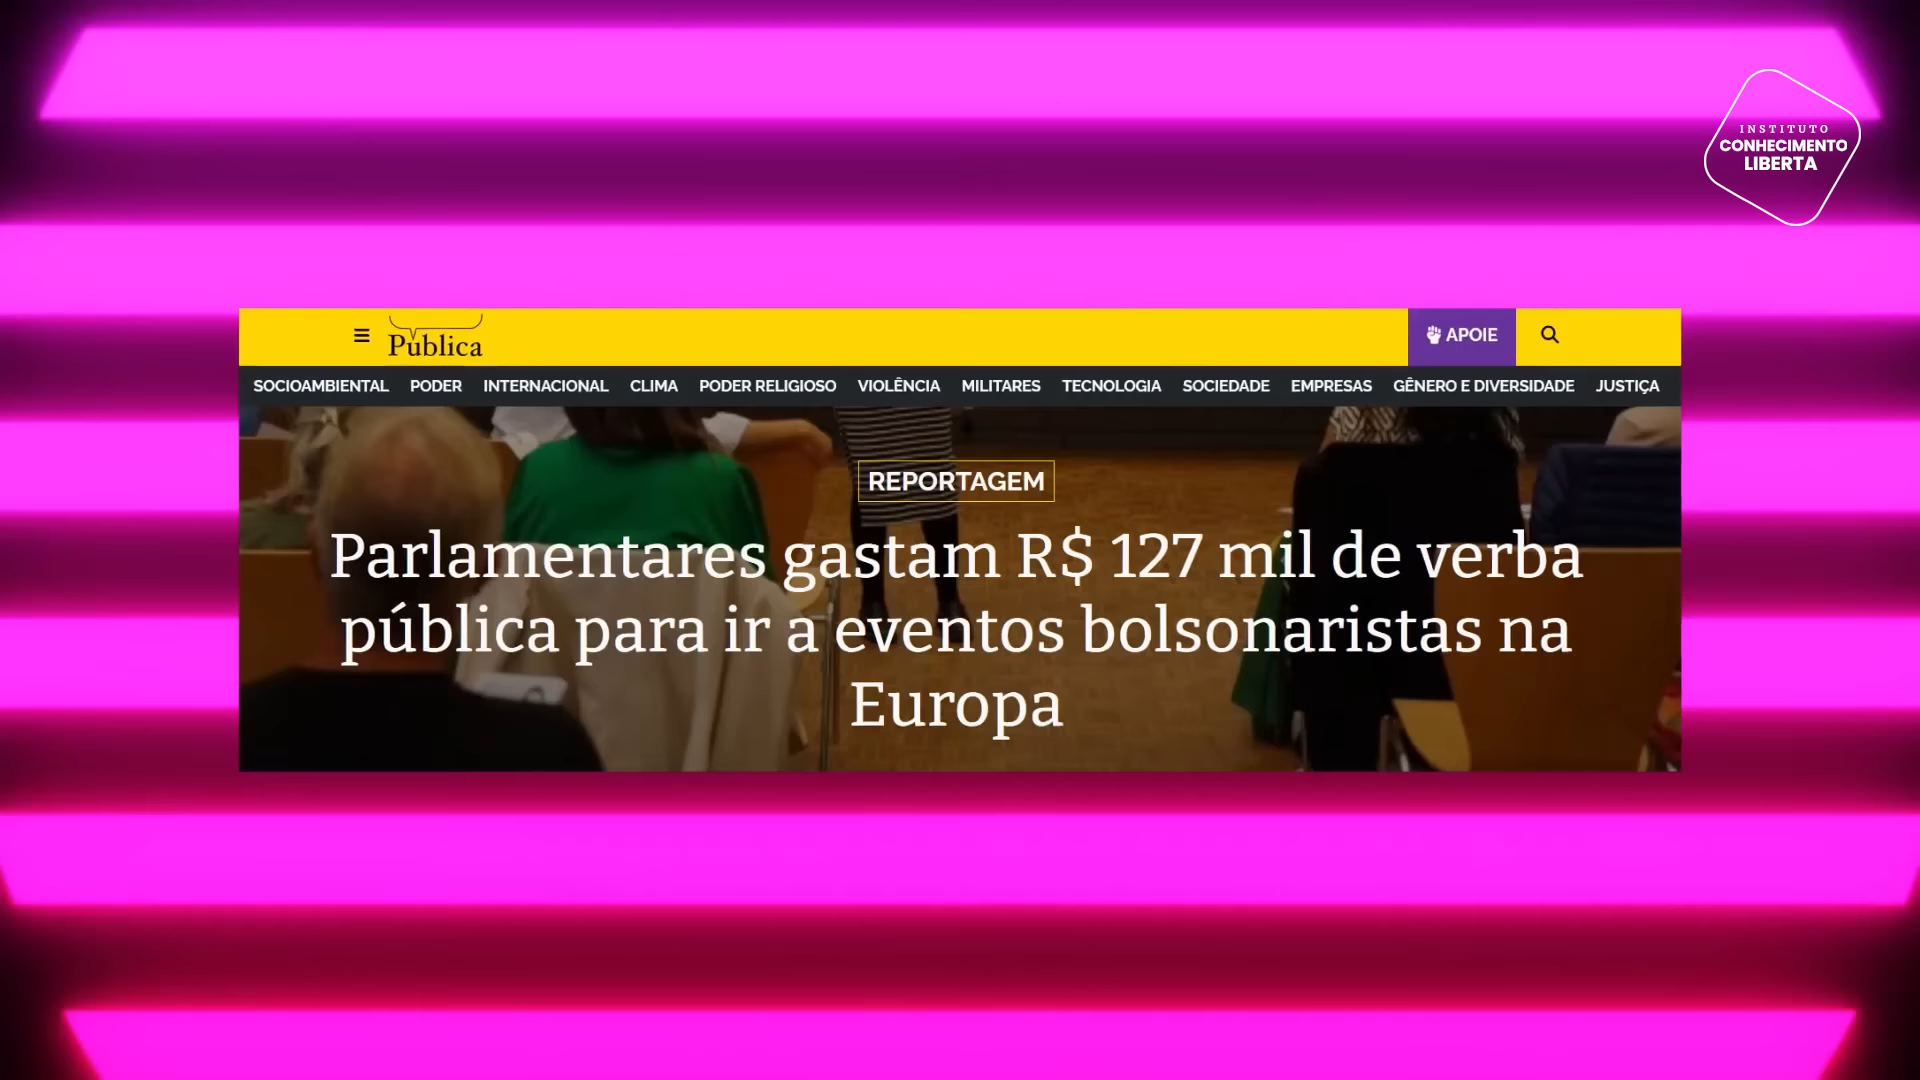 INSTITUTO
CONHECIMENTO
LIBERTA
Pública
APOIE
SOCIOAMBIENTAL PODER INTERNACIONAL CLIMA PODER RELIGIOSO VIOLÊNCIA MILITARES TECNOLOGIA SOCIEDADE EMPRESAS GÊNERO E DIVERSIDADE JUSTIÇA
REPORTAGEM
Parlamentares gastam R$ 127 mil de verba
pública para ir a eventos bolsonaristas na
Europa